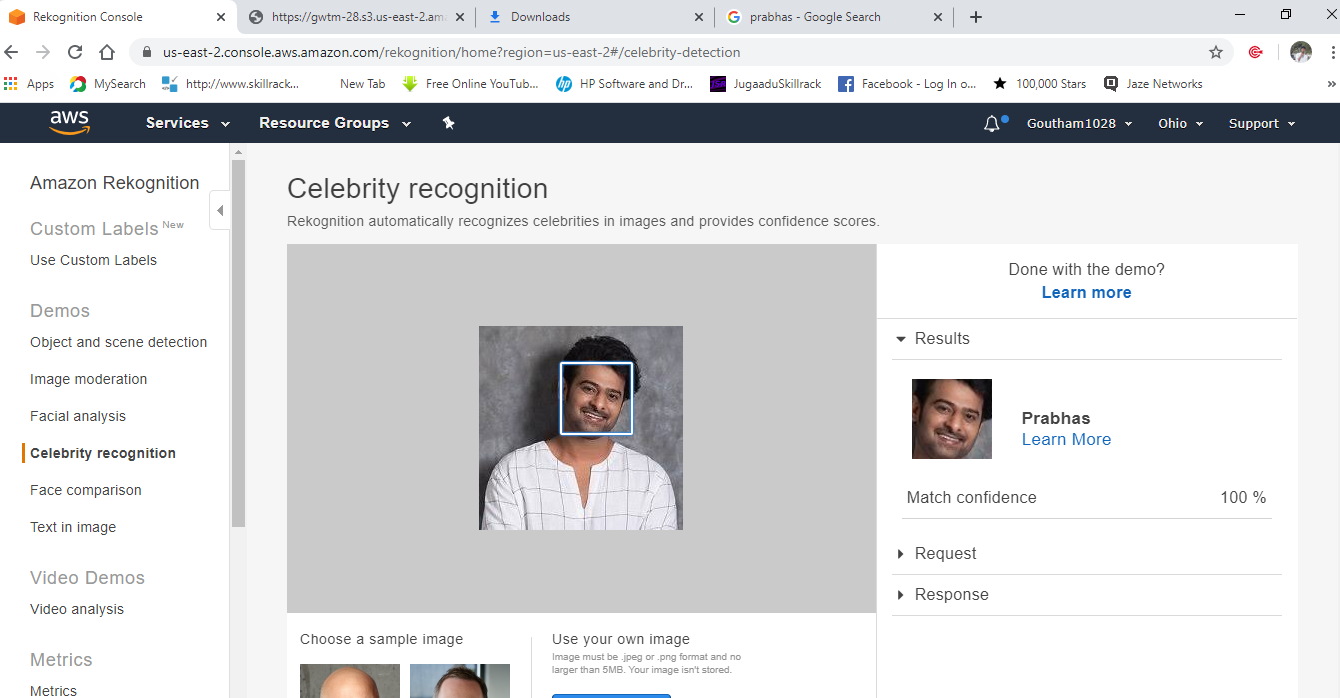 Rekognition Console
https://gwtm-28.s3.us-east-2.am
Downloads
prabhas - Google Search
us-east-2.console.aws.amazon.com/rekognition/home?region=us-east-2#/celebrity-detection
Apps
MySearch
http://www.skillrack...
New Tab
Free Online YouTub...
HP Software and Dr...
JugaaduSkillrack
Facebook - Log In o...
100,000 Stars
Jaze Networks
aws
Services
Resource Groups
Goutham1028
Ohio
Support
Amazon Rekognition
Custom Labels New
Use Custom Labels
Demos
Object and scene detection
Image moderation
Facial analysis
Celebrity recognition
Face comparison
Text in image
Video Demos
Video analysis
Metrics
Metrics
Celebrity recognition
Rekognition automatically recognizes celebrities in images and provides confidence scores.
Choose a sample image
Use your own image
Image must be .jpeg or .png format and no
larger than 5MB. Your image isn't stored.
Done with the demo?
Learn more
Results
Prabhas
Learn More
Match confidence 100 %
Request
Response